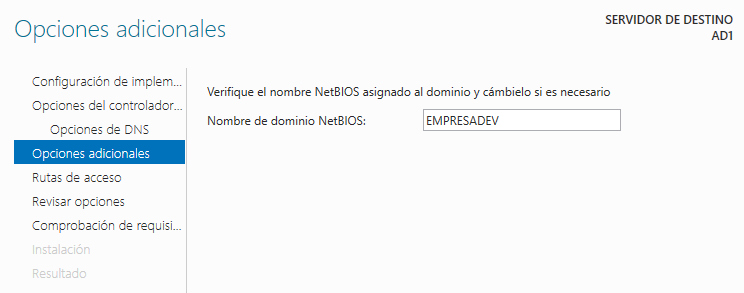 Opciones adicionales
SERVIDOR DE DESTINO
AD1
Configuración de implem...
Opciones del controlador...
Opciones de DNS
Opciones adicionales
Rutas de acceso
Revisar opciones
Comprobación de requisi...
Instalación
Resultado
Verifique el nombre NetBIOS asignado al dominio y cámbielo si es necesario
Nombre de dominio NetBIOS: EMPRESADEV